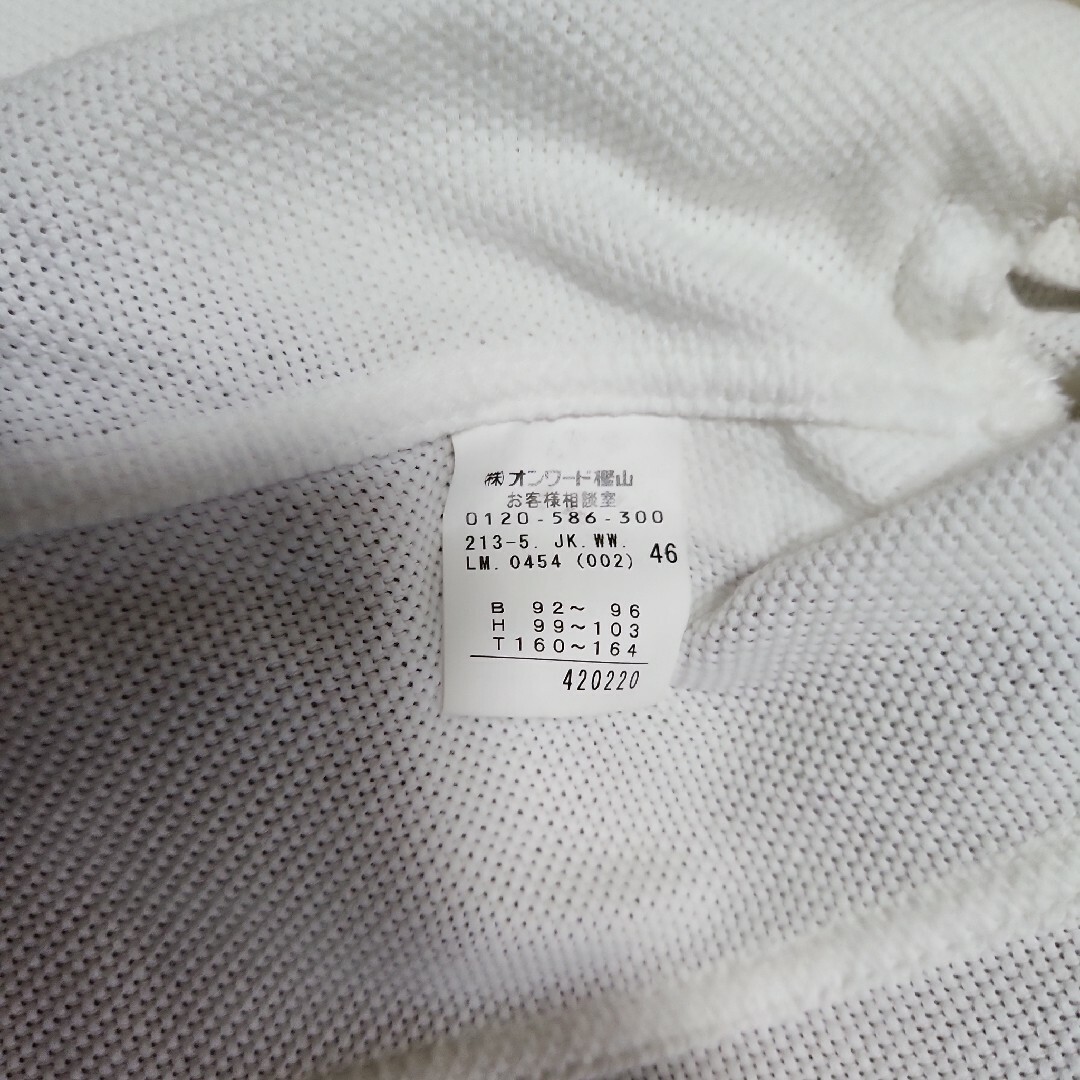 ㈱オンワード樫山
お客様相談室
0120-586-300
213-5. JK.WW.
LM. 0454 (002) 46
B 92～ 96
H 99～103
T160～164
420220